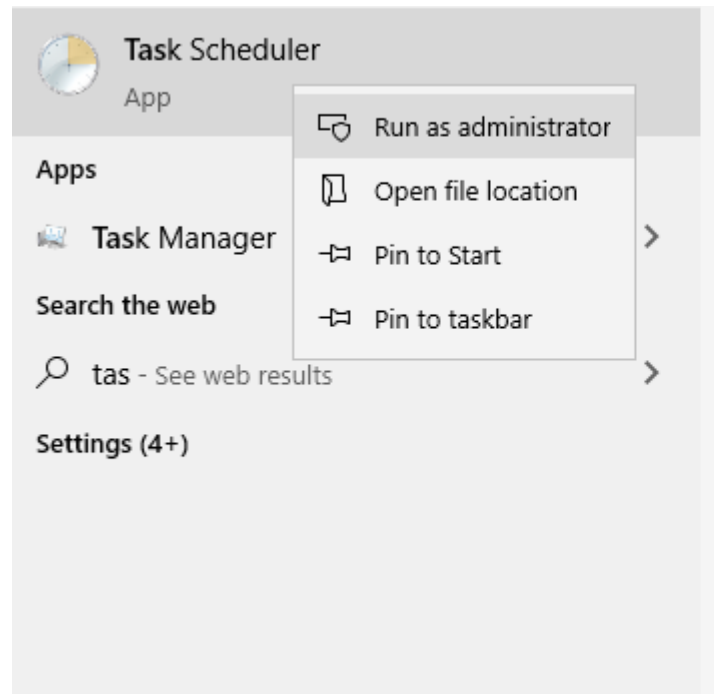 Task Scheduler
App
Run as administrator
Open file location
Pin to Start
Pin to taskbar
Apps
Task Manager
Search the web
tas - See web results
Settings (4+)